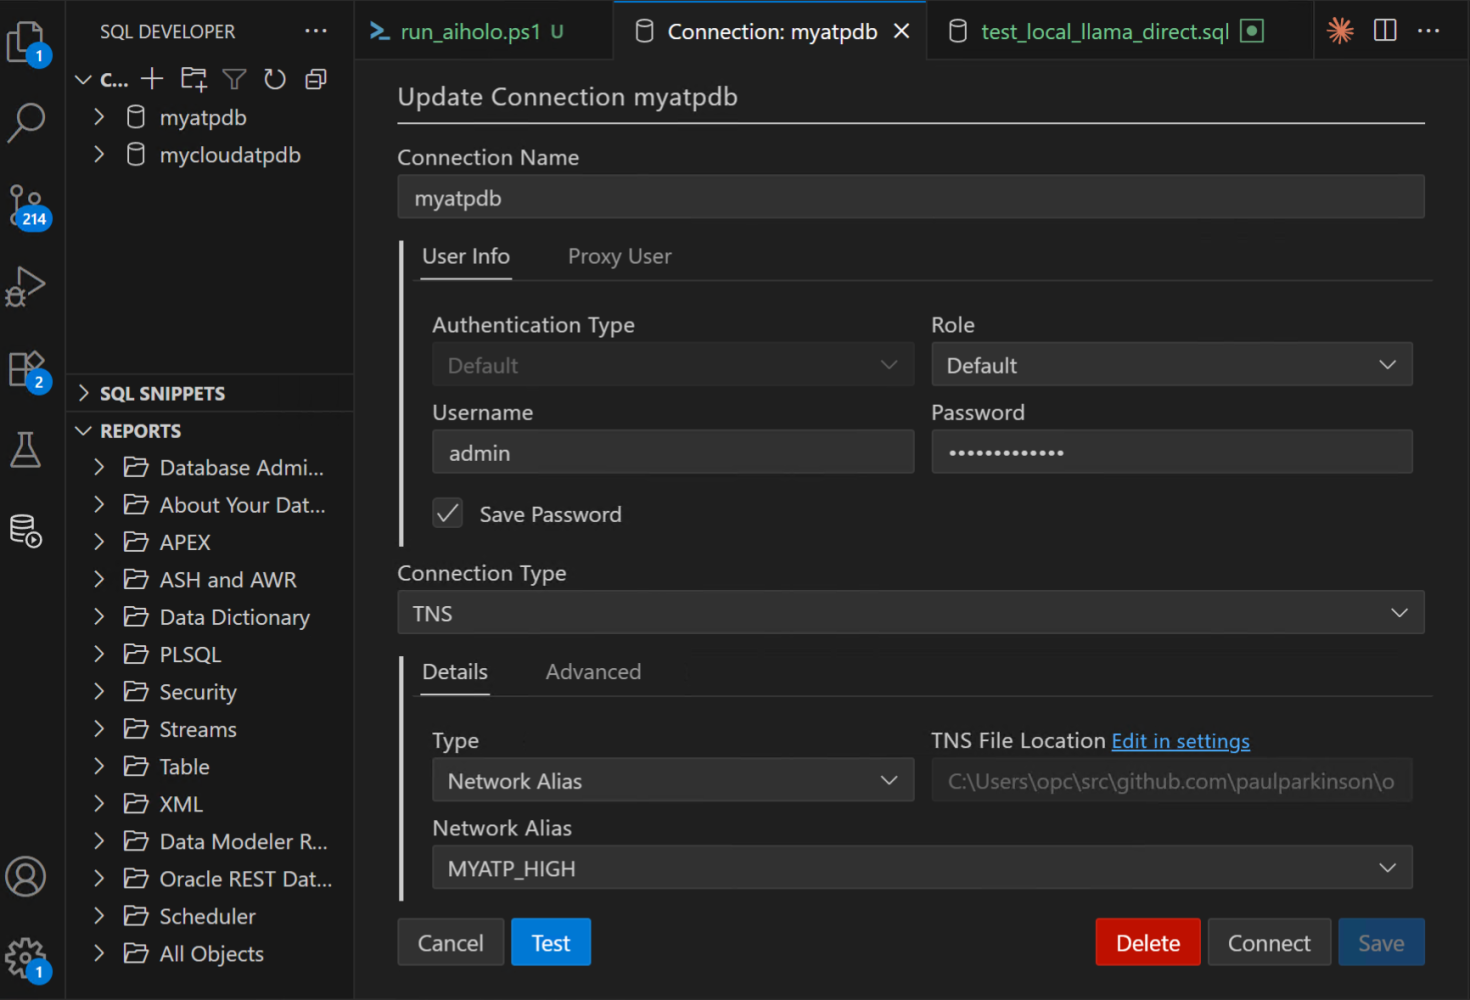 SQL DEVELOPER
C...
myatpdb
mycloudatpdb
SQL SNIPPETS
REPORTS
Database Admi...
About Your Dat...
APEX
ASH and AWR
Data Dictionary
PLSQL
Security
Streams
Table
XML
Data Modeler R...
Oracle REST Dat...
Scheduler
All Objects
1
214
2
1
run_aiholo.ps1 U
Connection: myatpdb
test_local_llama_direct.sql
Update Connection myatpdb
Connection Name
myatpdb
User Info Proxy User
Authentication Type Role
Default Default
Username Password
admin •••••••••••••
Save Password
Connection Type
TNS
Details Advanced
Type TNS File Location Edit in settings
Network Alias C:\Users\opc\src\github.com\paulparkinson\o
Network Alias
MYATP_HIGH
Cancel Test Delete Connect Save